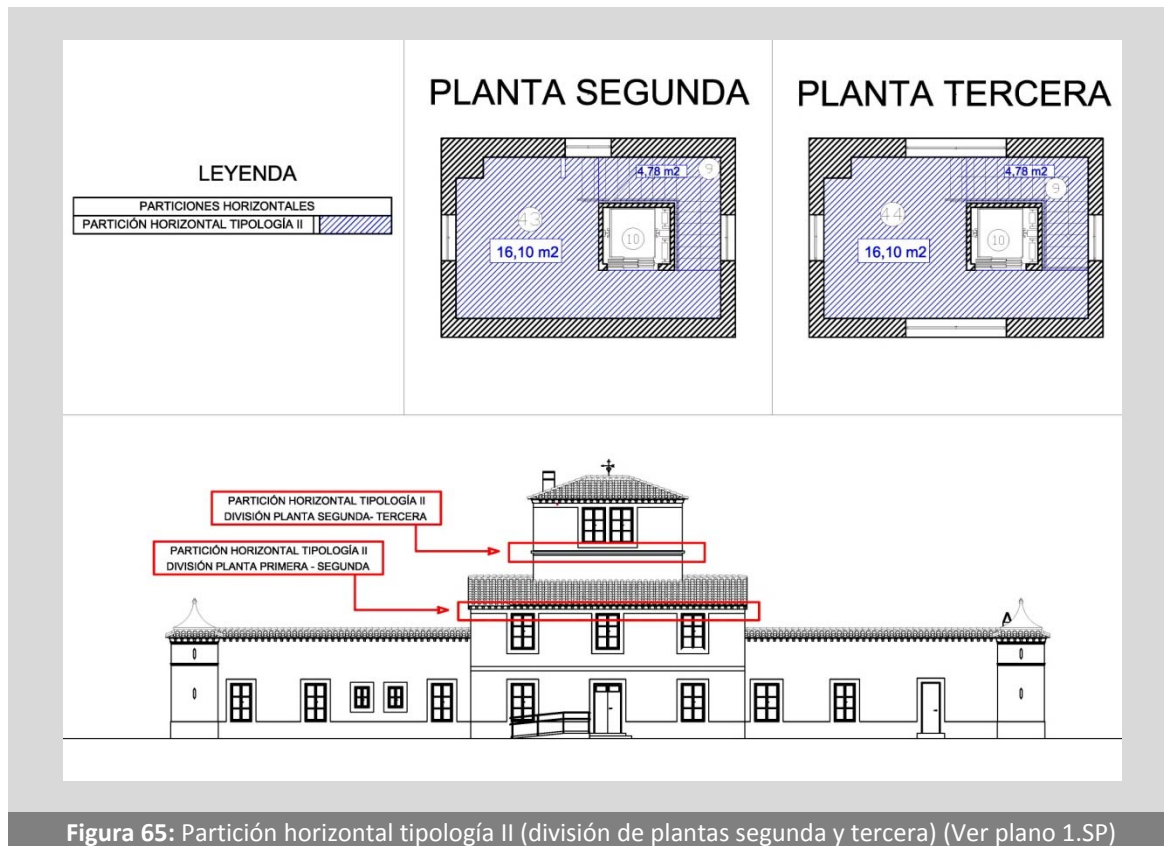 PLANTA SEGUNDA
PLANTA TERCERA
LEYENDA
PARTICIONES HORIZONTALES
PARTICIÓN HORIZONTAL TIPOLOGÍA II
4,78 m2
9
43
10
16,10 m2
4,78 m2
9
44
10
16,10 m2
PARTICIÓN HORIZONTAL TIPOLOGÍA II
DIVISIÓN PLANTA SEGUNDA- TERCERA
PARTICIÓN HORIZONTAL TIPOLOGÍA II
DIVISIÓN PLANTA PRIMERA - SEGUNDA
Figura 65: Partición horizontal tipología II (división de plantas segunda y tercera) (Ver plano 1.SP)